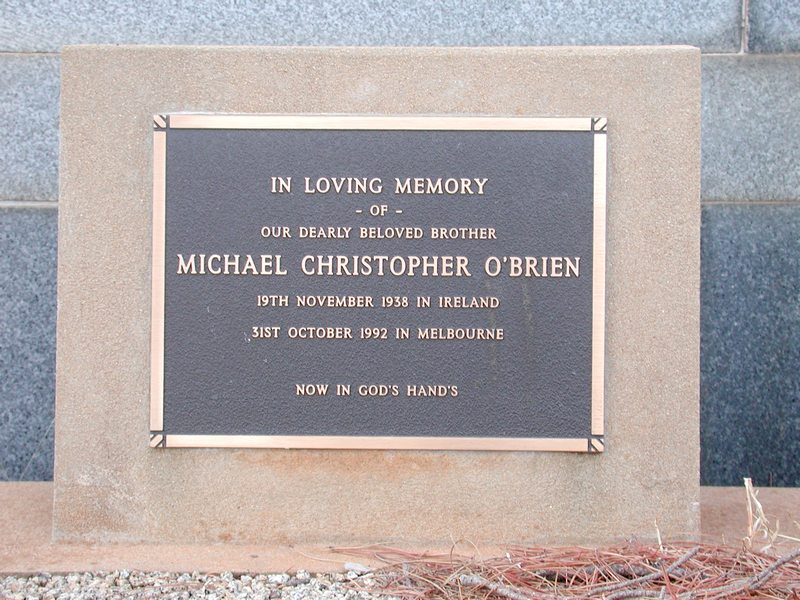 IN LOVING MEMORY
- OF -
OUR DEARLY BELOVED BROTHER
MICHAEL CHRISTOPHER O'BRIEN
19TH NOVEMBER 1938 IN IRELAND
31ST OCTOBER 1992 IN MELBOURNE
NOW IN GOD'S HAND'S